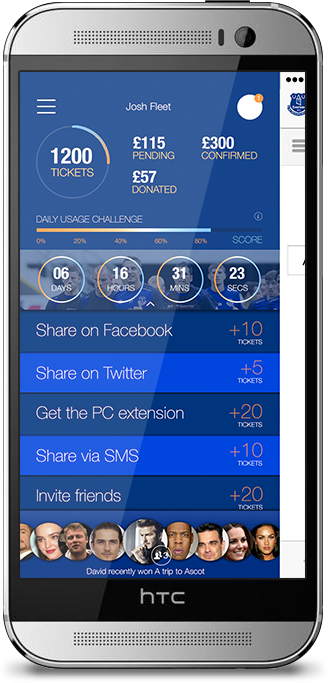 Josh Fleet
1
1200
TICKETS
£115
PENDING
£300
CONFIRMED
£57
DONATED
DAILY USAGE CHALLENGE
0%
20%
40%
60%
80%
SCORE
06
DAYS
16
HOURS
31
MINS
23
SECS
Share on Facebook
+10
TICKETS
Share on Twitter
+5
TICKETS
Get the PC extension
+20
TICKETS
Share via SMS
+10
TICKETS
Invite friends
+20
TICKETS
David recently won A trip to Ascot
hTC